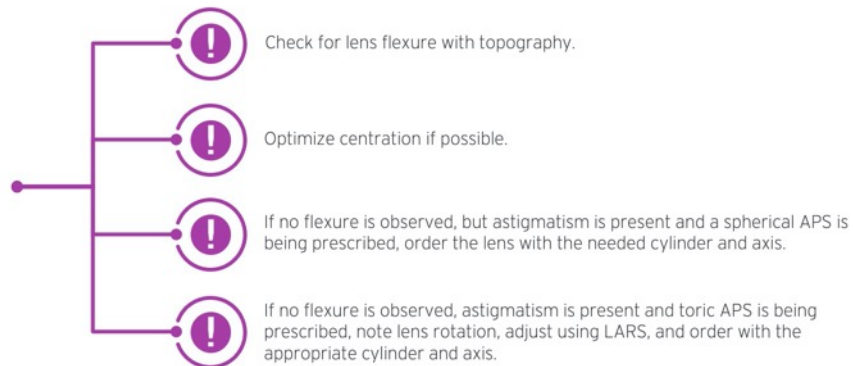 !
Check for lens flexure with topography.
!
Optimize centration if possible.
!
If no flexure is observed, but astigmatism is present and a spherical APS is
being prescribed, order the lens with the needed cylinder and axis.
!
If no flexure is observed, astigmatism is present and toric APS is being
prescribed, note lens rotation, adjust using LARS, and order with the
appropriate cylinder and axis.